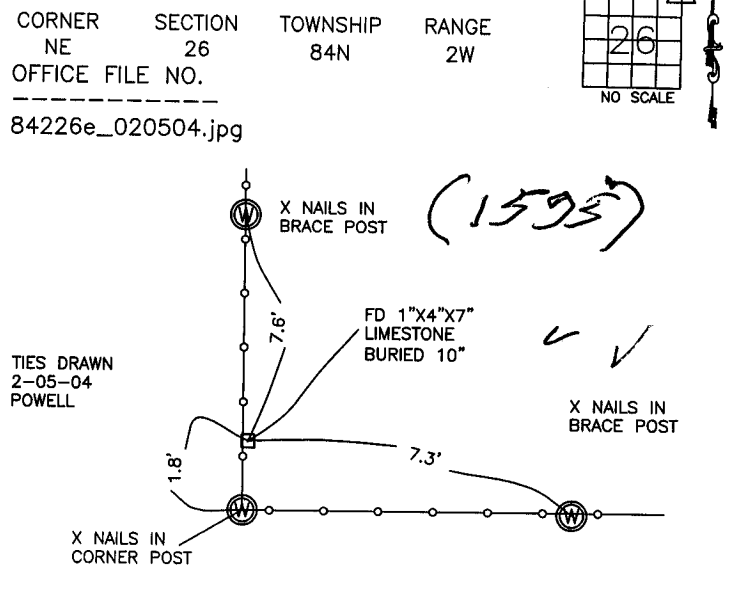 CORNER SECTION TOWNSHIP RANGE
NE 26 84N 2W
OFFICE FILE NO.
84226e_020504.jpg
26
NO SCALE
X NAILS IN
BRACE POST
(1595)
7.6'
FD 1"X4"X7"
LIMESTONE
BURIED 10"
TIES DRAWN
2-05-04
POWELL
X NAILS IN
BRACE POST
7.3'
1.8'
W
W
W
X NAILS IN
CORNER POST